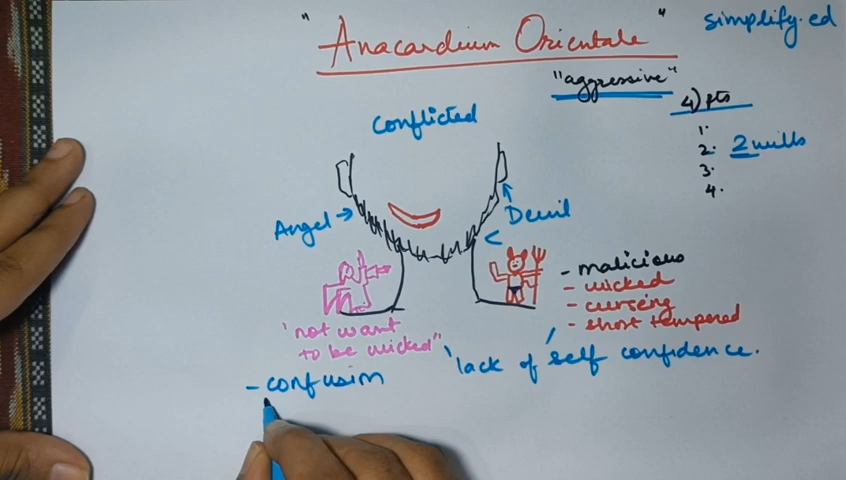 "Anacardium Orientale"
simplify.ed
"aggressive"
4) pts
1.
2. 2 wills
3.
4.
Conflicted
Angel
Devil
- malicious
- wicked
- cursing
- short tempered
"not want
to be wicked"
'lack of self confidence.
- confusion